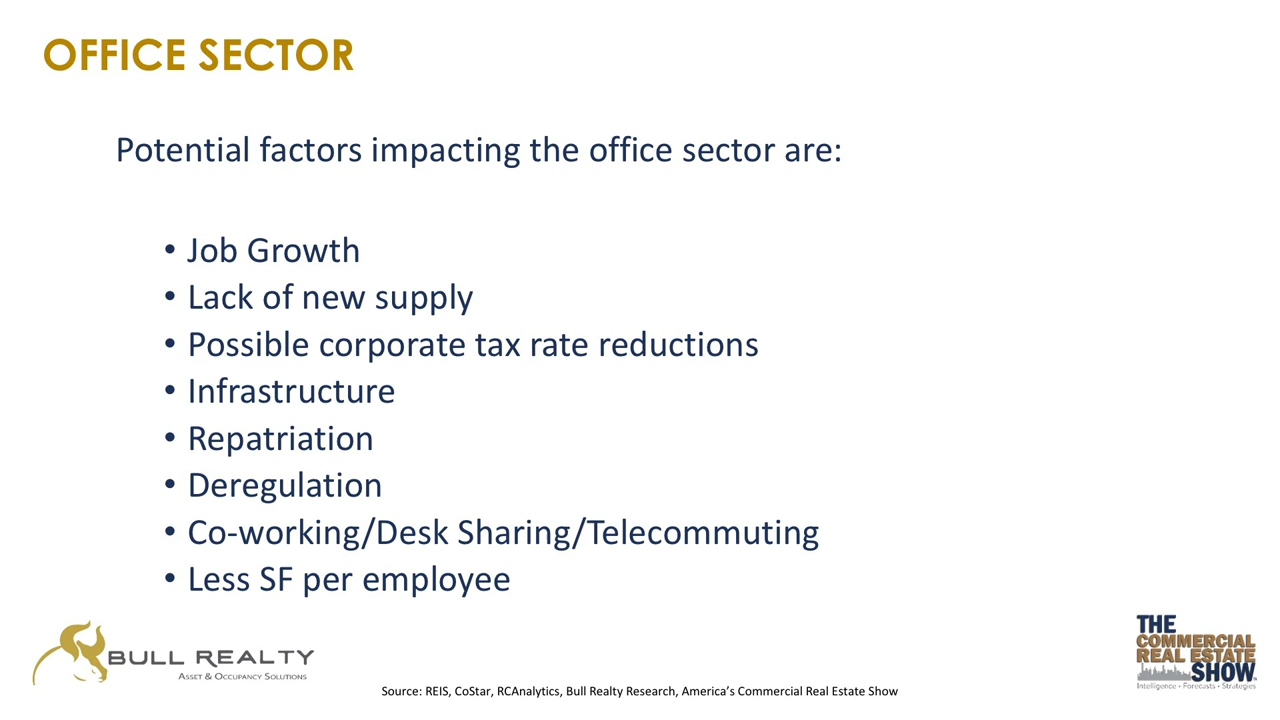 OFFICE SECTOR
Potential factors impacting the office sector are:
• Job Growth
• Lack of new supply
• Possible corporate tax rate reductions
• Infrastructure
• Repatriation
• Deregulation
• Co-working/Desk Sharing/Telecommuting
• Less SF per employee
BULL REALTY
ASSET & OCCUPANCY SOLUTIONS
THE
COMMERCIAL
REAL ESTATE
SHOW
Intelligence • Forecasts • Strategies
Source: REIS, CoStar, RCAnalytics, Bull Realty Research, America’s Commercial Real Estate Show